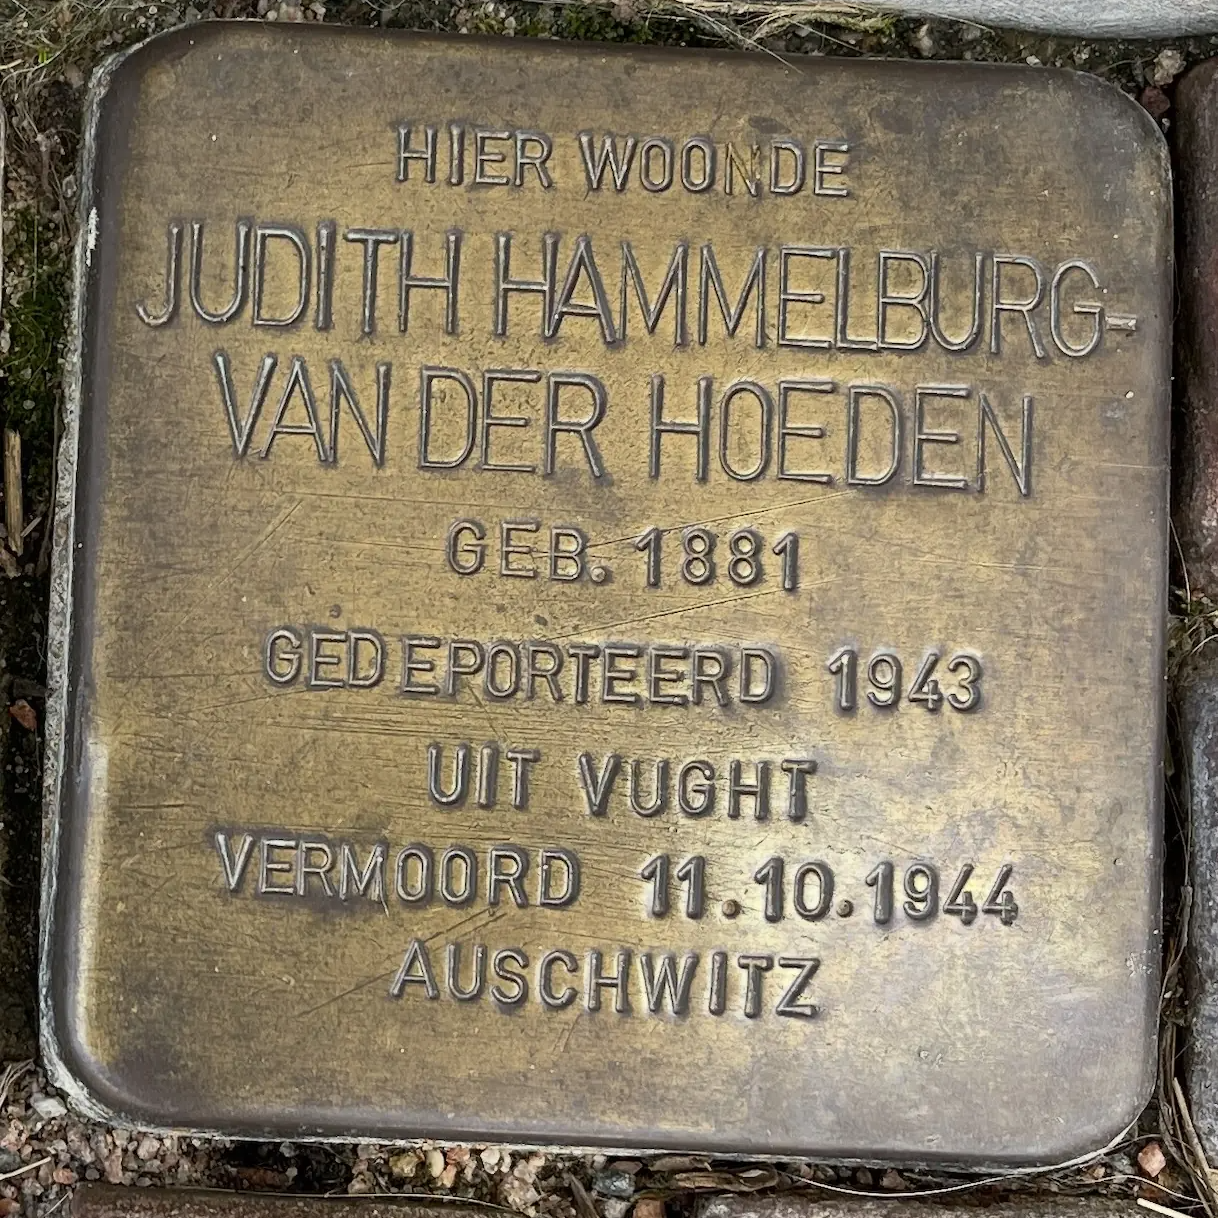 HIER WOONDE
JUDITH HAMMELBURG-
VAN DER HOEDEN
GEB. 1881
GEDEPORTEERD 1943
UIT VUGHT
VERMOORD 11.10.1944
AUSCHWITZ